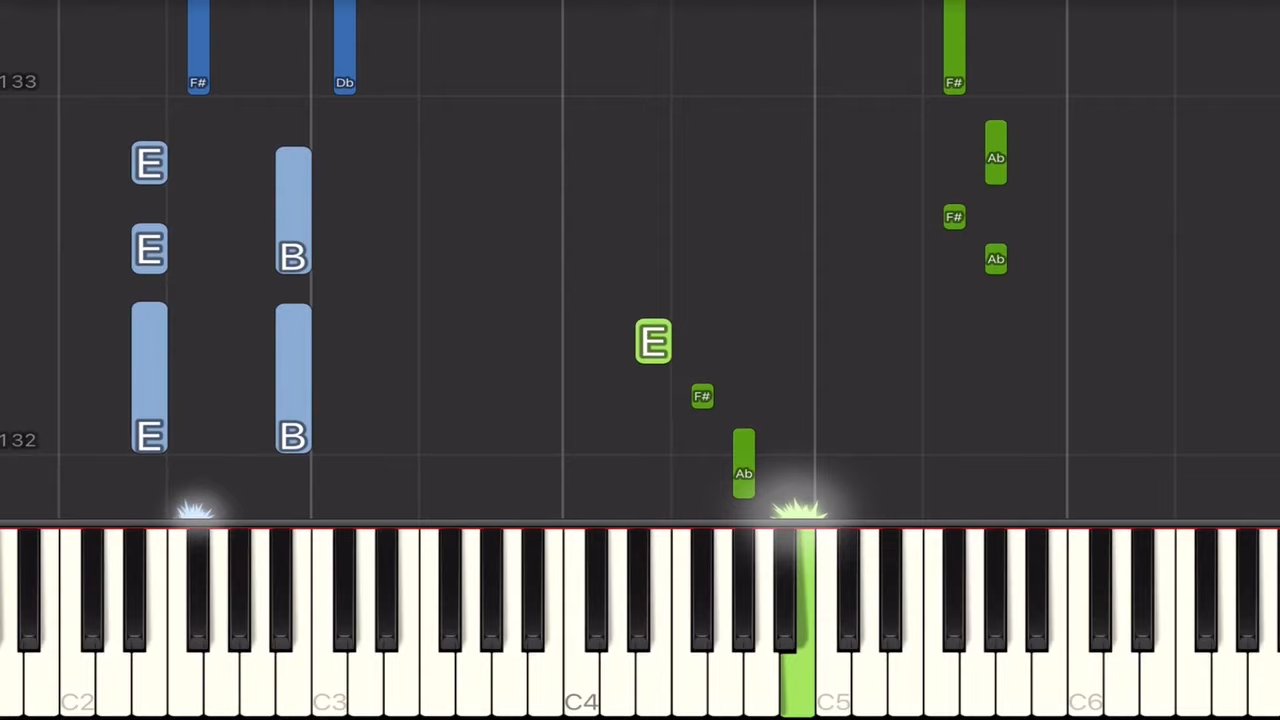 133 F# Db F#
E Ab
F#
E B Ab
E
F#
132 E B
Ab
C2 C3 C4 C5 C6